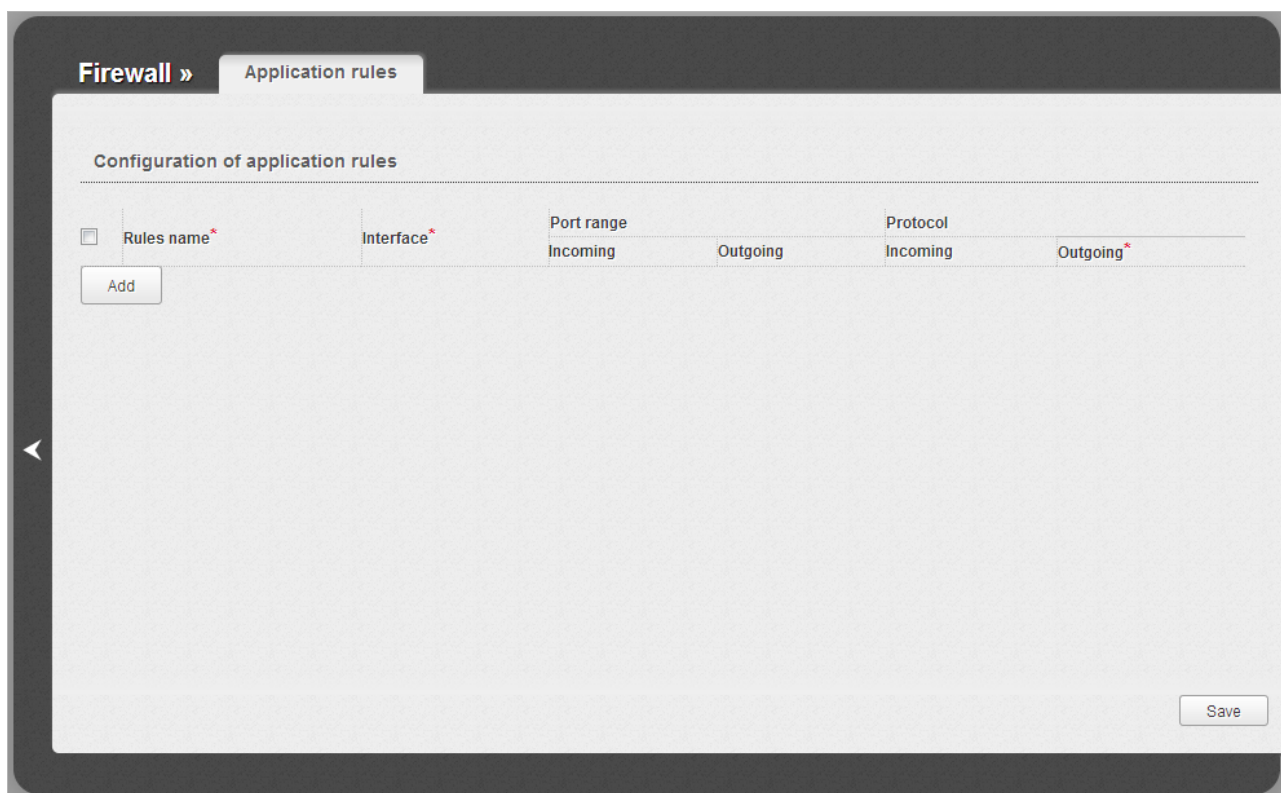 Firewall » Application rules
Configuration of application rules
Rules name* Interface* Port range Protocol
Incoming Outgoing Incoming Outgoing*
Add
Save